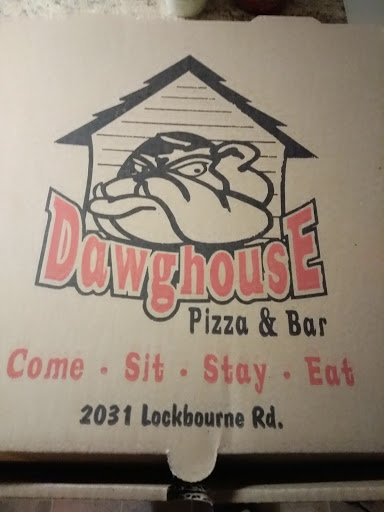 DawghousE
Pizza & Bar
Come • Sit • Stay • Eat
2031 Lockbourne Rd.